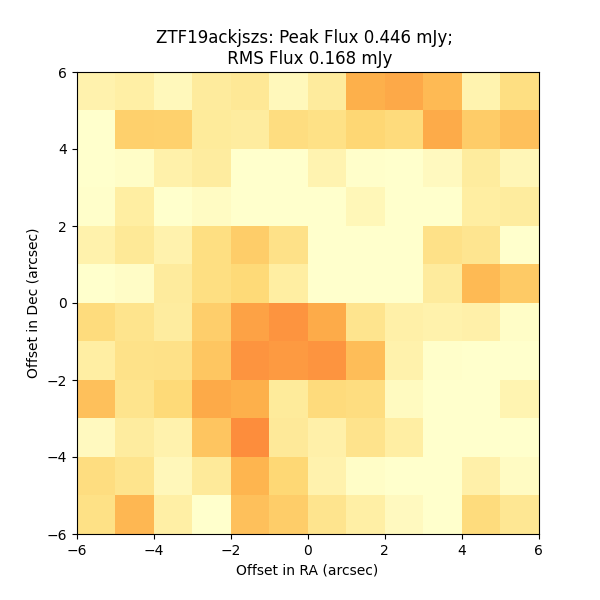 ZTF19ackjszs: Peak Flux 0.446 mJy;
RMS Flux 0.168 mJy
6
4
2
0
−2
−4
−6
Offset in Dec (arcsec)
−6 −4 −2 0 2 4 6
Offset in RA (arcsec)